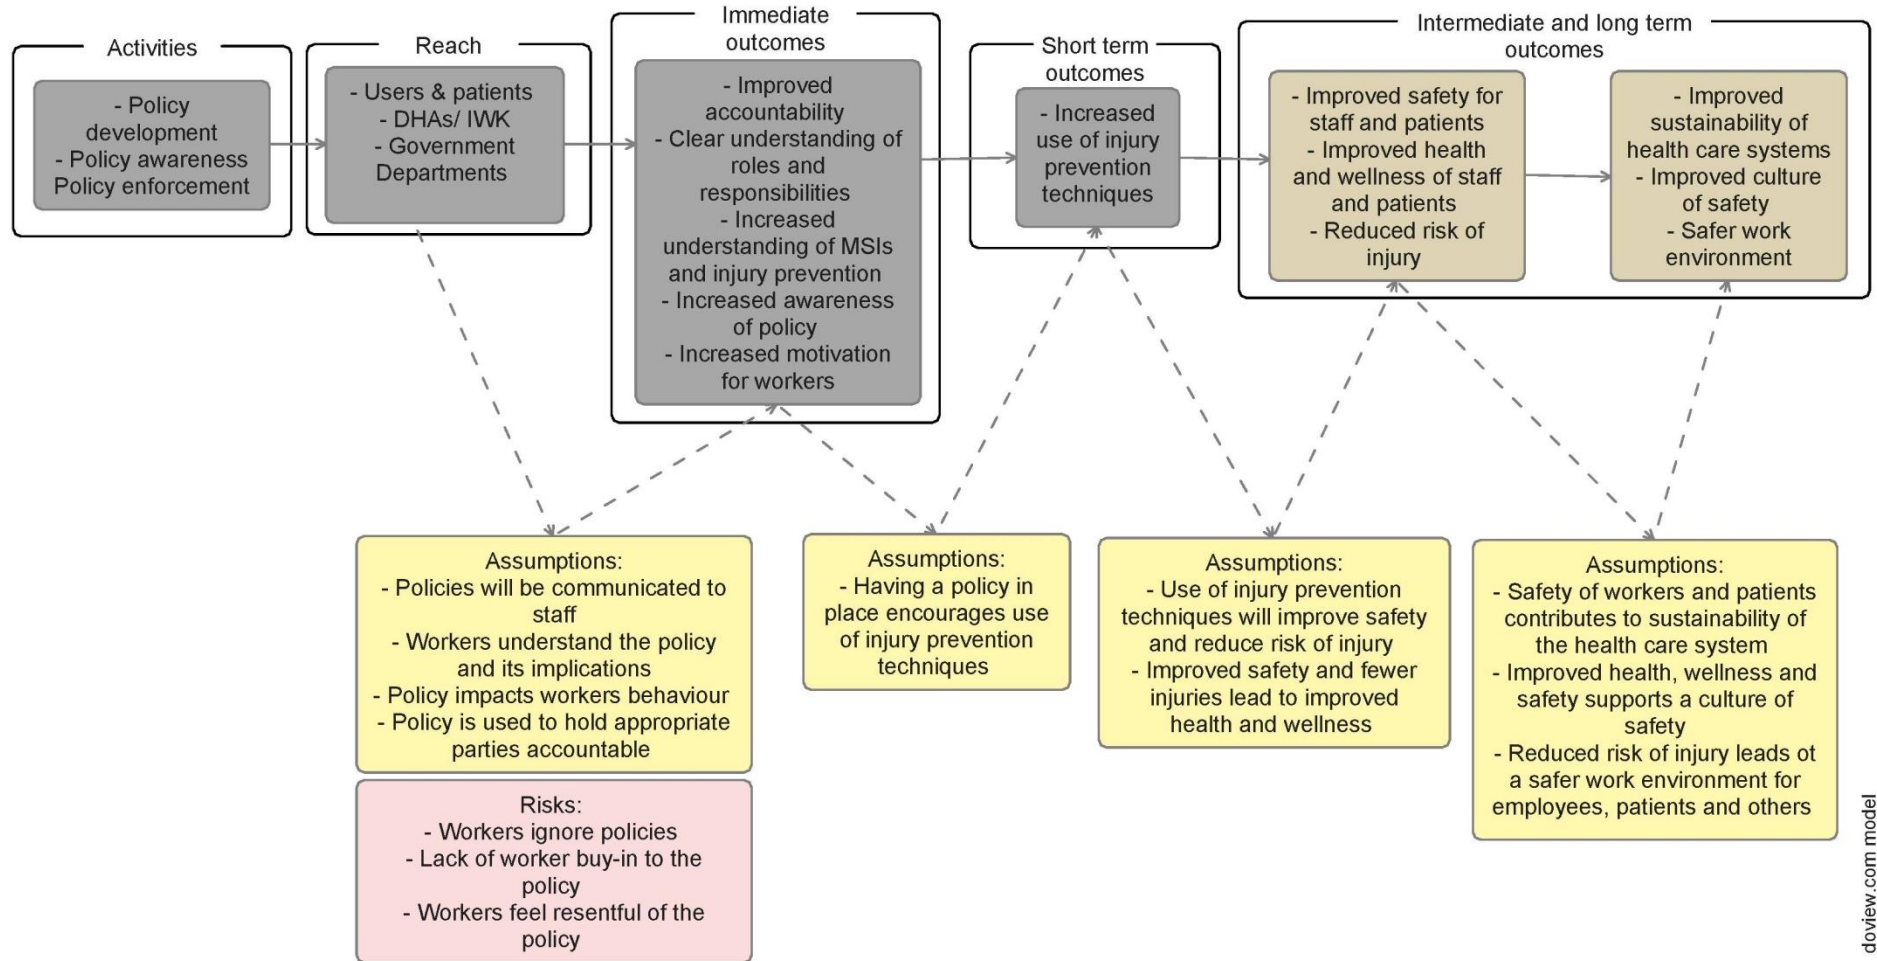 Activities
- Policy
development
- Policy awareness
Policy enforcement
Reach
- Users & patients
- DHAs/ IWK
- Government
Departments
Immediate
outcomes
- Improved
accountability
- Clear understanding of
roles and
responsibilities
- Increased
understanding of MSIs
and injury prevention
- Increased awareness
of policy
- Increased motivation
for workers
Short term
outcomes
- Increased
use of injury
prevention
techniques
Intermediate and long term
outcomes
- Improved safety for
staff and patients
- Improved health
and wellness of staff
and patients
- Reduced risk of
injury
- Improved
sustainability of
health care systems
- Improved culture
of safety
- Safer work
environment
Assumptions:
- Policies will be communicated to
staff
- Workers understand the policy
and its implications
- Policy impacts workers behaviour
- Policy is used to hold appropriate
parties accountable
Risks:
- Workers ignore policies
- Lack of worker buy-in to the
policy
- Workers feel resentful of the
policy
Assumptions:
- Having a policy in
place encourages use
of injury prevention
techniques
Assumptions:
- Use of injury prevention
techniques will improve safety
and reduce risk of injury
- Improved safety and fewer
injuries lead to improved
health and wellness
Assumptions:
- Safety of workers and patients
contributes to sustainability of
the health care system
- Improved health, wellness and
safety supports a culture of
safety
- Reduced risk of injury leads ot
a safer work environment for
employees, patients and others
doview.com model